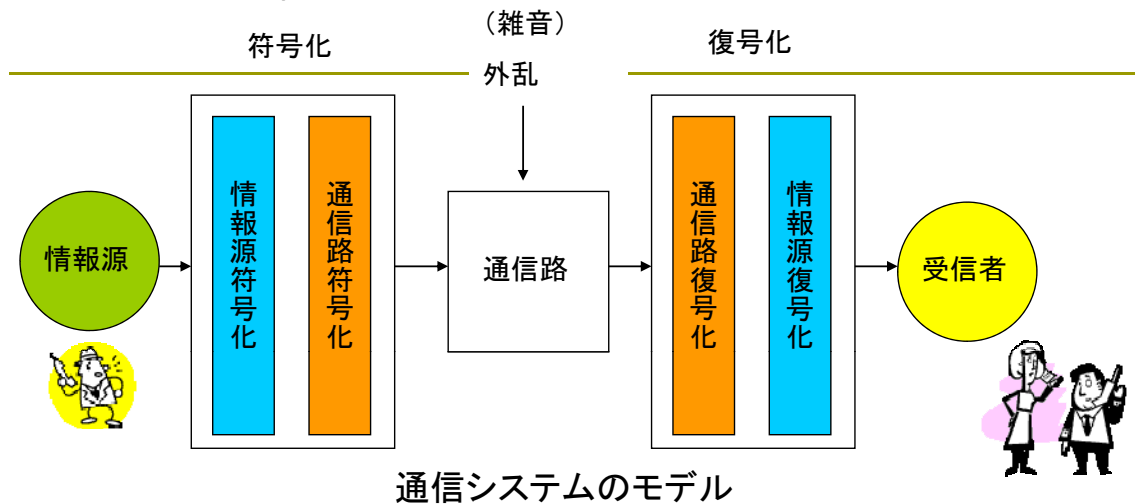 （雑音）
符号化
復号化
外乱
情報源
情報源符号化
通信路符号化
通信路
通信路復号化
情報源復号化
受信者
通信システムのモデル